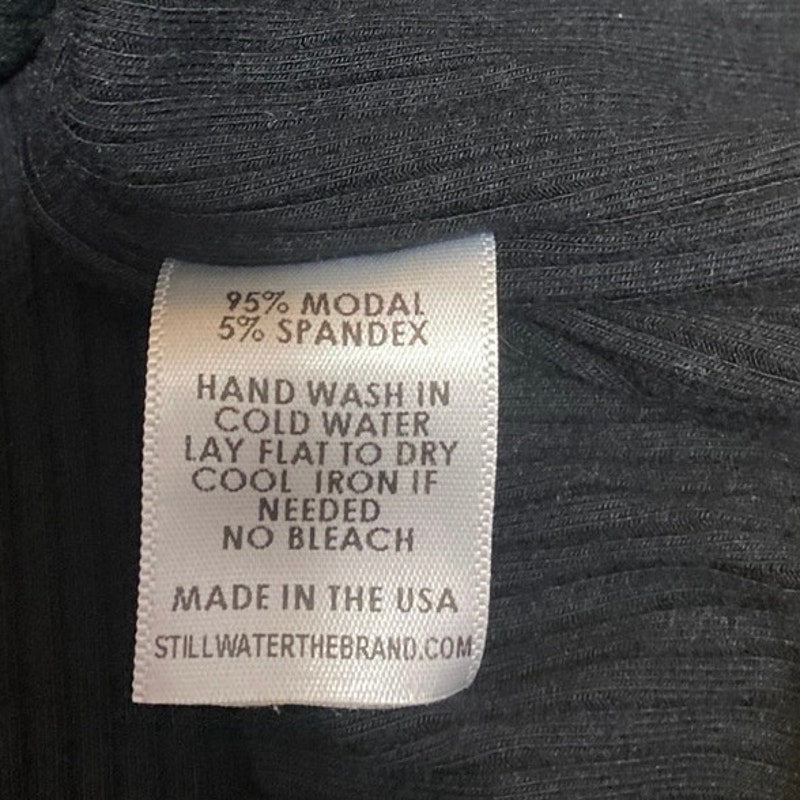 95% MODAL
5% SPANDEX
HAND WASH IN
COLD WATER
LAY FLAT TO DRY
COOL IRON IF
NEEDED
NO BLEACH
MADE IN THE USA
STILLWATERTHEBRAND.COM